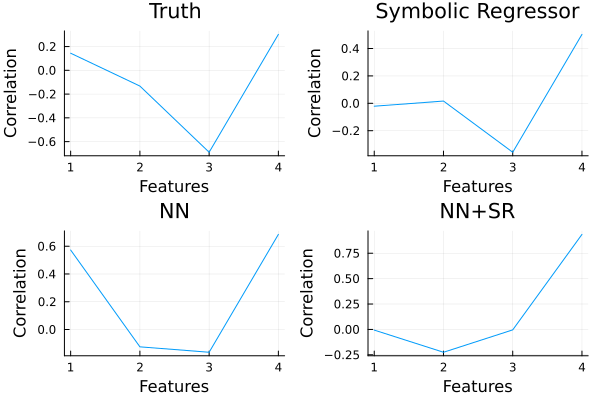 Truth
Correlation
0.2
0.0
−0.2
−0.4
−0.6
1 2 3 4
Features
Symbolic Regressor
Correlation
0.4
0.2
0.0
−0.2
1 2 3 4
Features
NN
Correlation
0.6
0.4
0.2
0.0
1 2 3 4
Features
NN+SR
Correlation
0.75
0.50
0.25
0.00
−0.25
1 2 3 4
Features